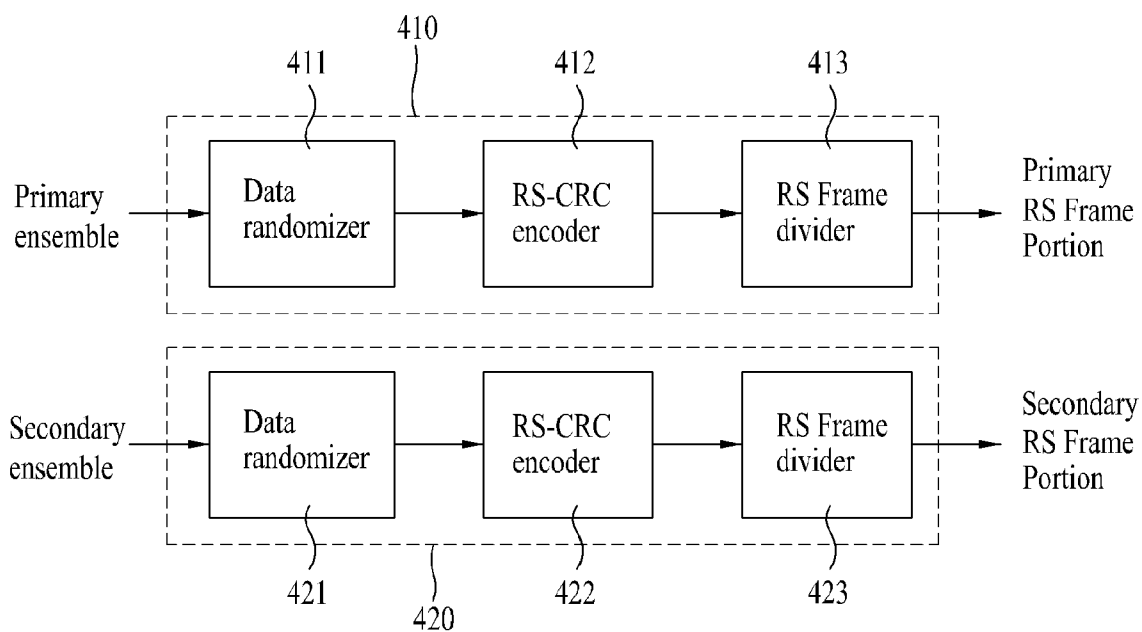 410
411
412
413
Primary
ensemble
Data
randomizer
RS-CRC
encoder
RS Frame
divider
Primary
RS Frame
Portion
Secondary
ensemble
Data
randomizer
RS-CRC
encoder
RS Frame
divider
Secondary
RS Frame
Portion
421
420
422
423